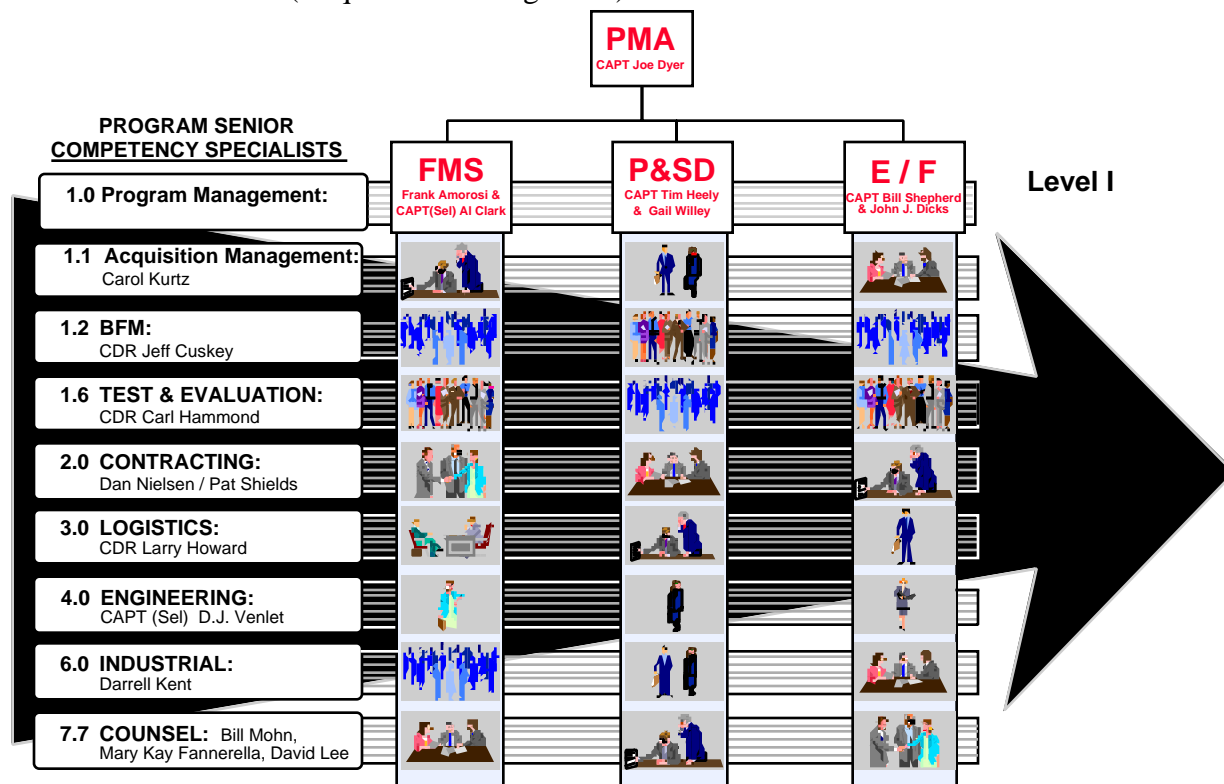 PMA
CAPT Joe Dyer
PROGRAM SENIOR
COMPETENCY SPECIALISTS
FMS
Frank Amorosi &
CAPT(Sel) Al Clark
P&SD
CAPT Tim Heely
& Gail Willey
E / F
CAPT Bill Shepherd
& John J. Dicks
Level I
1.0 Program Management:
1.1 Acquisition Management:
Carol Kurtz
1.2 BFM:
CDR Jeff Cuskey
1.6 TEST & EVALUATION:
CDR Carl Hammond
2.0 CONTRACTING:
Dan Nielsen / Pat Shields
3.0 LOGISTICS:
CDR Larry Howard
4.0 ENGINEERING:
CAPT (Sel) D.J. Venlet
6.0 INDUSTRIAL:
Darrell Kent
7.7 COUNSEL: Bill Mohn,
Mary Kay Fannerella, David Lee